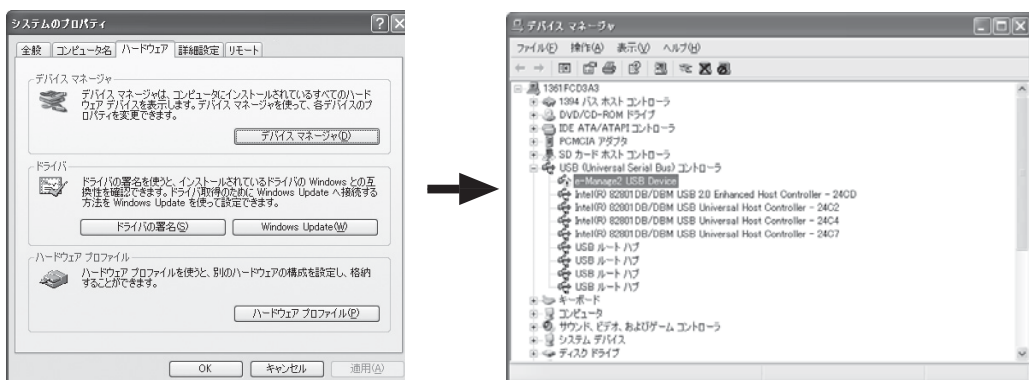 システムのプロパティ
全般 コンピュータ名 ハードウェア 詳細設定 リモート
デバイス マネージャ
デバイス マネージャは、コンピュータにインストールされているすべてのハード
ウェア デバイスを表示します。デバイス マネージャを使って、各デバイスのプ
ロパティを変更できます。
デバイス マネージャ(D)
ドライバ
ドライバの署名を使うと、インストールされているドライバの Windows との互
換性を確認できます。ドライバ取得のために Windows Update へ接続する
方法を Windows Update を使って設定できます。
ドライバの署名(S) Windows Update(W)
ハードウェア プロファイル
ハードウェア プロファイルを使うと、別のハードウェアの構成を設定し、格納
することができます。
ハードウェア プロファイル(P)
OK キャンセル 適用(A)
デバイス マネージャ
ファイル(F) 操作(A) 表示(V) ヘルプ(H)
1361FCD3A3
1394 バス ホスト コントローラ
DVD/CD-ROM ドライブ
IDE ATA/ATAPI コントローラ
PCMCIA アダプタ
SD カード ホスト コントローラ
USB (Universal Serial Bus) コントローラ
e-Manage2 USB Device
Intel(R) 82801DB/DBM USB 2.0 Enhanced Host Controller - 24CD
Intel(R) 82801DB/DBM USB Universal Host Controller - 24C2
Intel(R) 82801DB/DBM USB Universal Host Controller - 24C4
Intel(R) 82801DB/DBM USB Universal Host Controller - 24C7
USB ルート ハブ
USB ルート ハブ
USB ルート ハブ
USB ルート ハブ
キーボード
コンピュータ
サウンド、ビデオ、およびゲーム コントローラ
システム デバイス
ディスク ドライブ